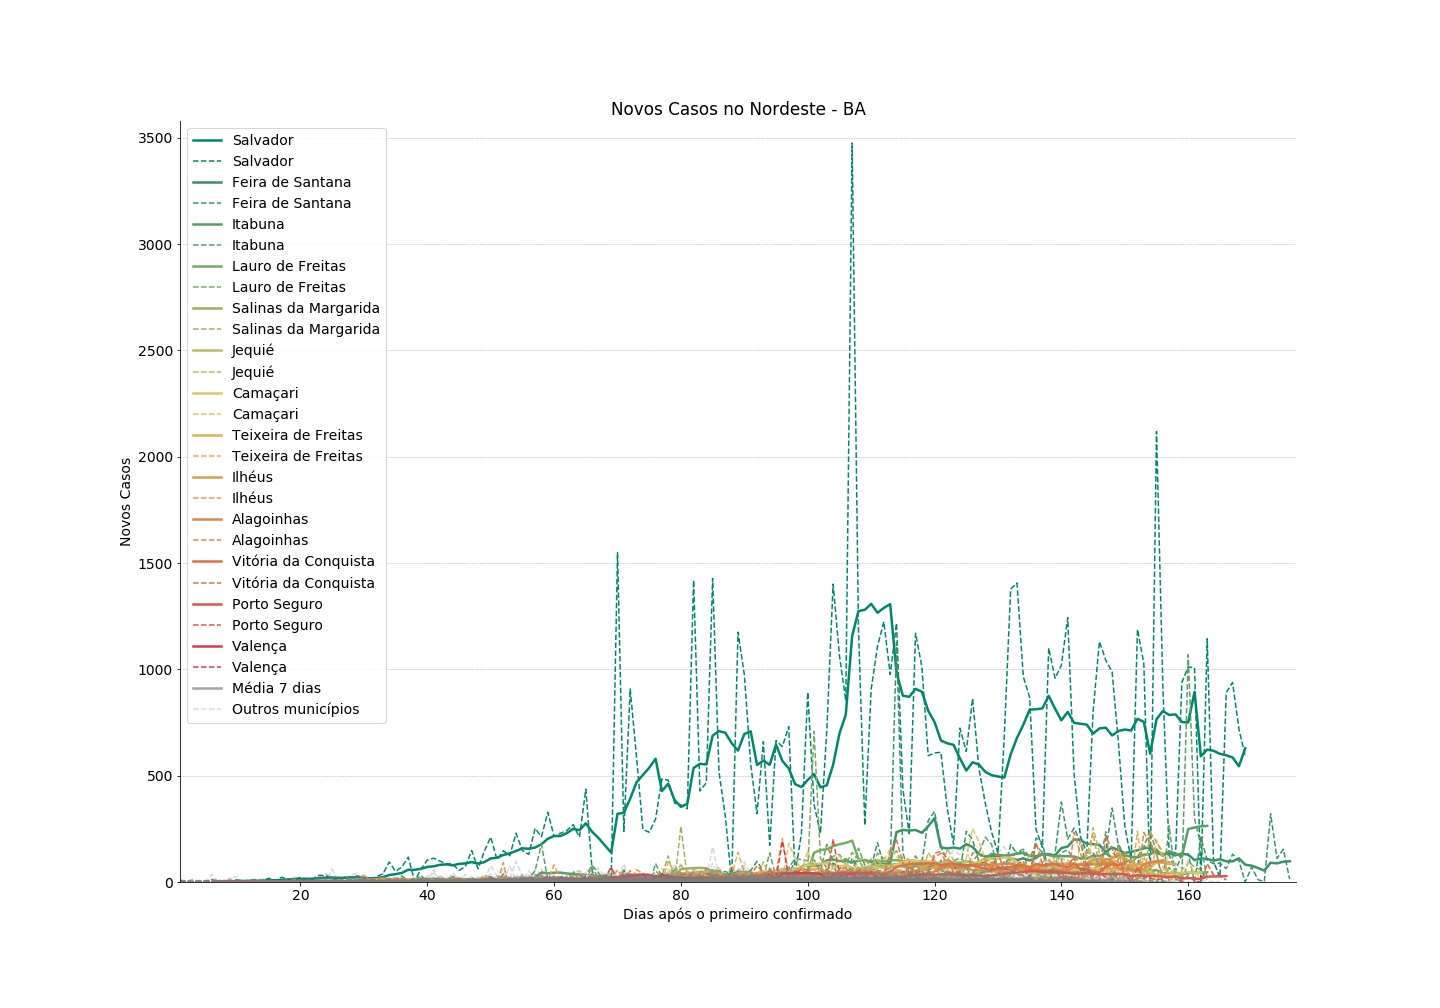 Novos Casos no Nordeste - BA
3500
3000
2500
2000
1500
1000
500
0
Novos Casos
Salvador
Salvador
Feira de Santana
Feira de Santana
Itabuna
Itabuna
Lauro de Freitas
Lauro de Freitas
Salinas da Margarida
Salinas da Margarida
Jequié
Jequié
Camaçari
Camaçari
Teixeira de Freitas
Teixeira de Freitas
Ilhéus
Ilhéus
Alagoinhas
Alagoinhas
Vitória da Conquista
Vitória da Conquista
Porto Seguro
Porto Seguro
Valença
Valença
Média 7 dias
Outros municípios
20 40 60 80 100 120 140 160
Dias após o primeiro confirmado